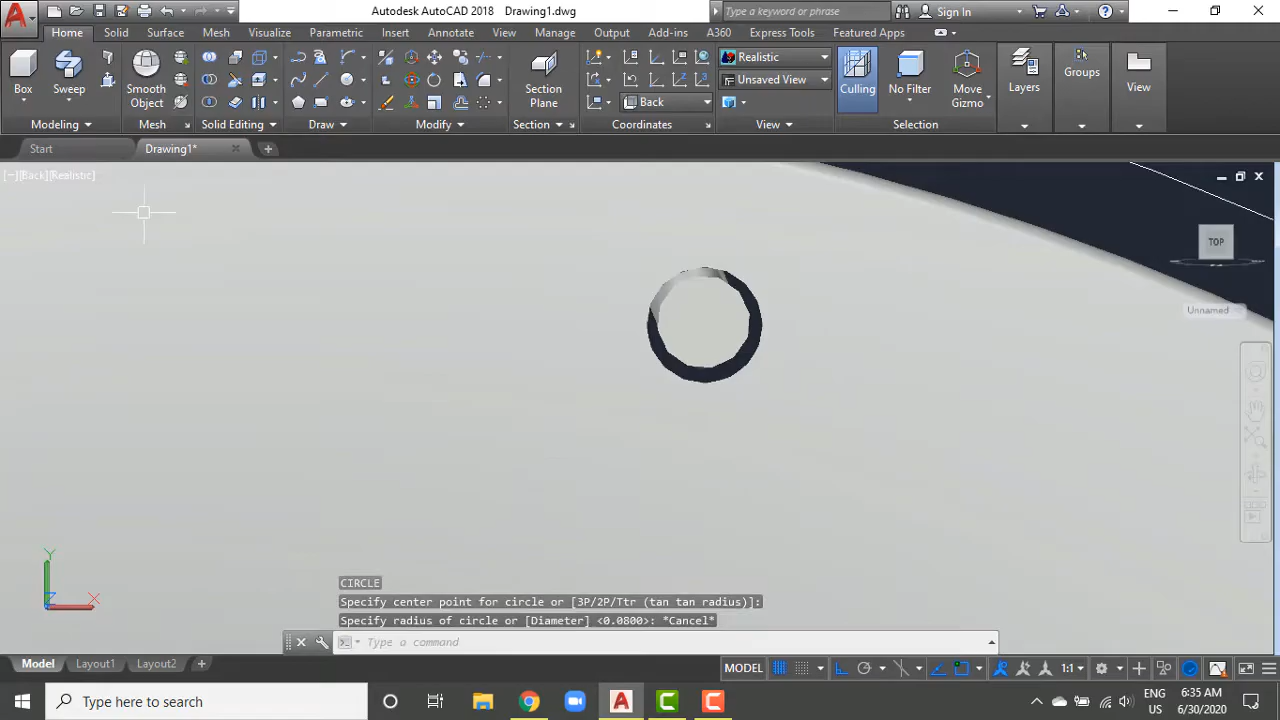 Autodesk AutoCAD 2018 Drawing1.dwg
Type a keyword or phrase
Sign In
Home Solid Surface Mesh Visualize Parametric Insert Annotate View Manage Output Add-ins A360 Express Tools Featured Apps
Box
Sweep
Smooth Object
Section Plane
Realistic
Unsaved View
Back
Culling
No Filter
Move Gizmo
Layers
Groups
View
Modeling Mesh Solid Editing Draw Modify Section Coordinates View Selection
Start Drawing1*
[−][Back][Realistic]
TOP
Unnamed
Y
Z
X
CIRCLE
Specify center point for circle or [3P/2P/Ttr (tan tan radius)]:
Specify radius of circle or [Diameter] <0.0800>: *Cancel*
Type a command
Model Layout1 Layout2
MODEL
1:1
Type here to search
ENG
US
6:35 AM
6/30/2020